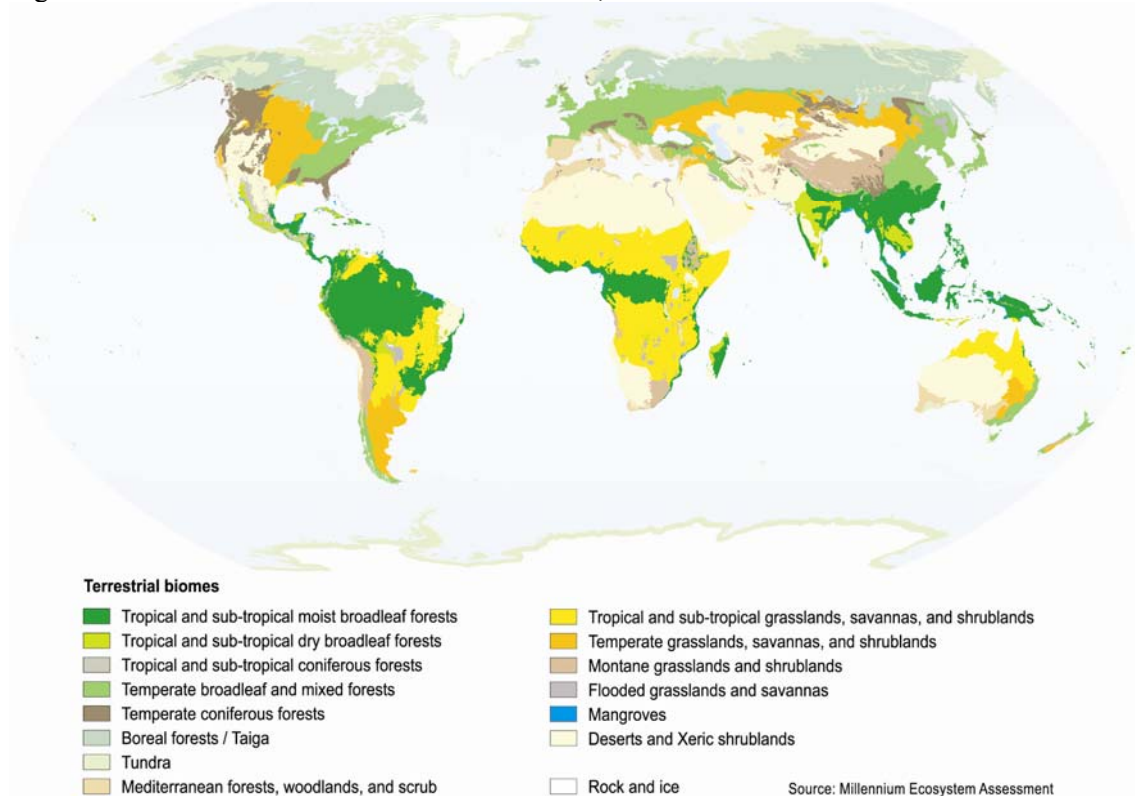 Terrestrial biomes
Tropical and sub-tropical moist broadleaf forests
Tropical and sub-tropical dry broadleaf forests
Tropical and sub-tropical coniferous forests
Temperate broadleaf and mixed forests
Temperate coniferous forests
Boreal forests / Taiga
Tundra
Mediterranean forests, woodlands, and scrub
Tropical and sub-tropical grasslands, savannas, and shrublands
Temperate grasslands, savannas, and shrublands
Montane grasslands and shrublands
Flooded grasslands and savannas
Mangroves
Deserts and Xeric shrublands
Rock and ice
Source: Millennium Ecosystem Assessment